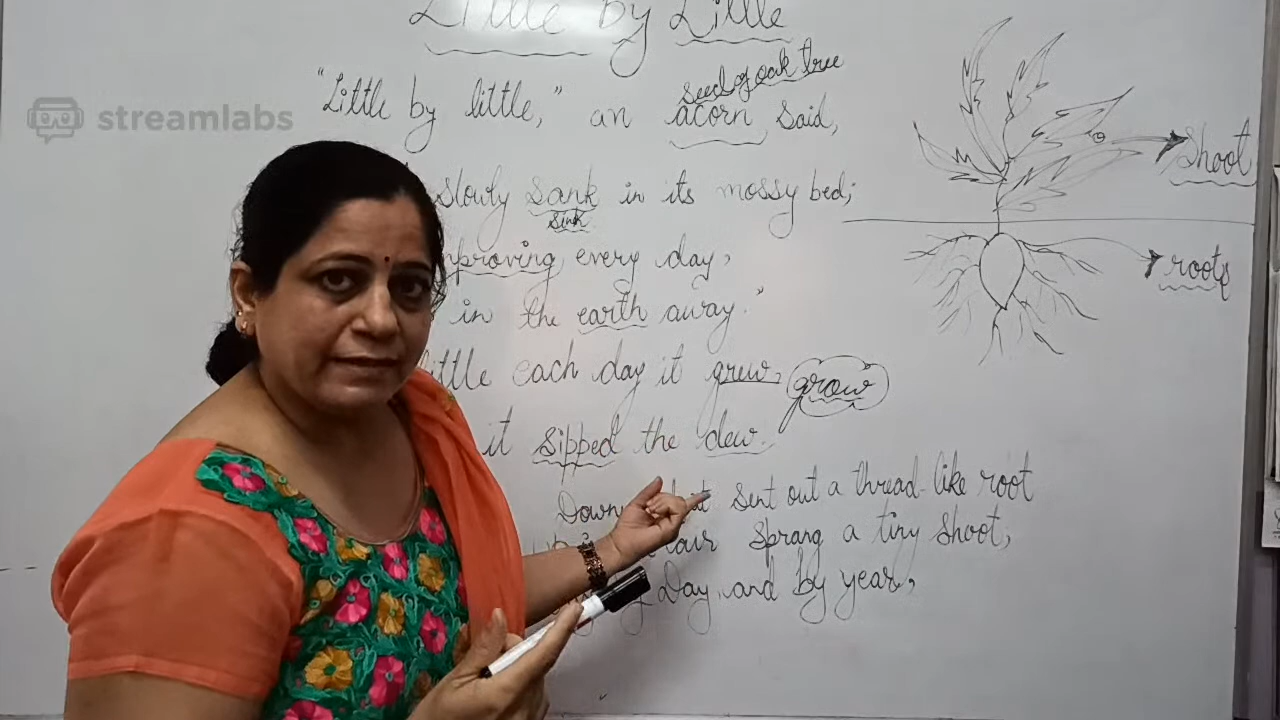 Little by Little
streamlabs
seed of oak tree
"Little by little," an acorn said,
slowly sank in its mossy bed;
sink
improving every day,
in the earth away."
little each day it grew, grow
it sipped the dew.
Down sent out a thread-like root
air sprang a tiny shoot,
Day, and by year,
shoot
roots